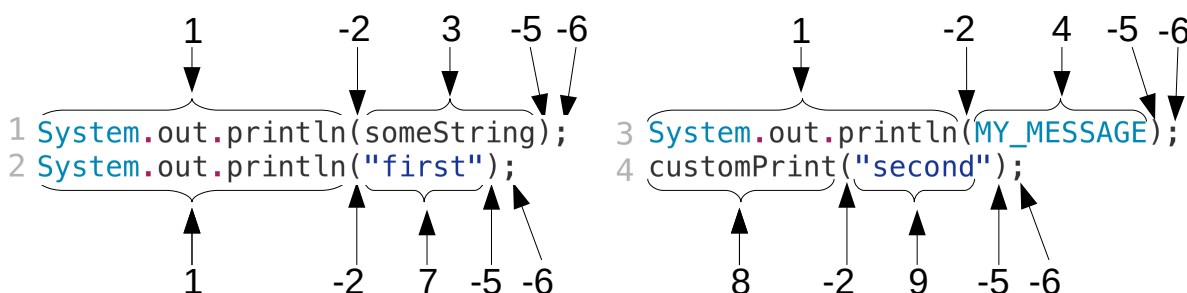 1 -2 3 -5 -6
1 System.out.println(someString);
2 System.out.println("first");
1 -2 7 -5 -6
1 -2 4 -5 -6
3 System.out.println(MY_MESSAGE);
4 customPrint("second");
8 -2 9 -5 -6